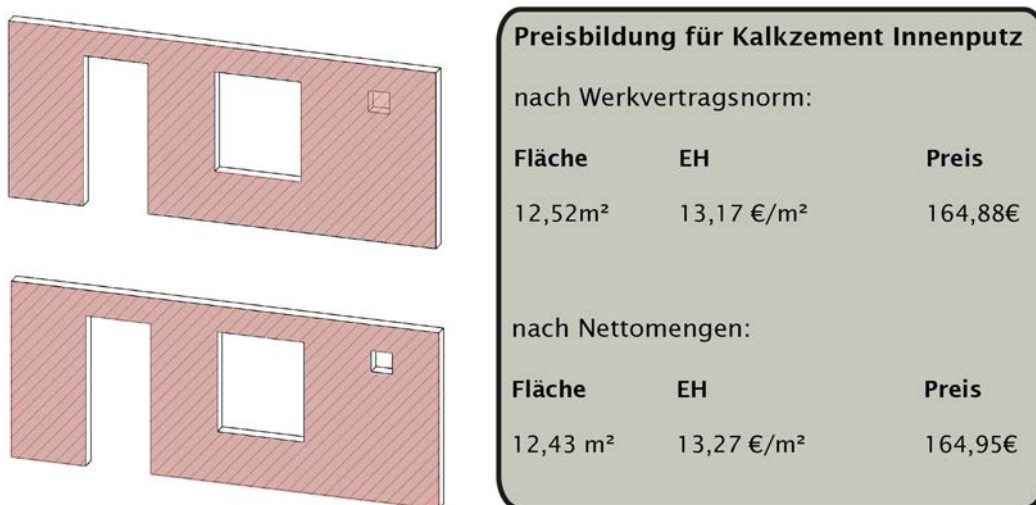 Preisbildung für Kalkzement Innenputz
nach Werkvertragsnorm:
Fläche EH Preis
12,52m² 13,17 €/m² 164,88€
nach Nettomengen:
Fläche EH Preis
12,43 m² 13,27 €/m² 164,95€